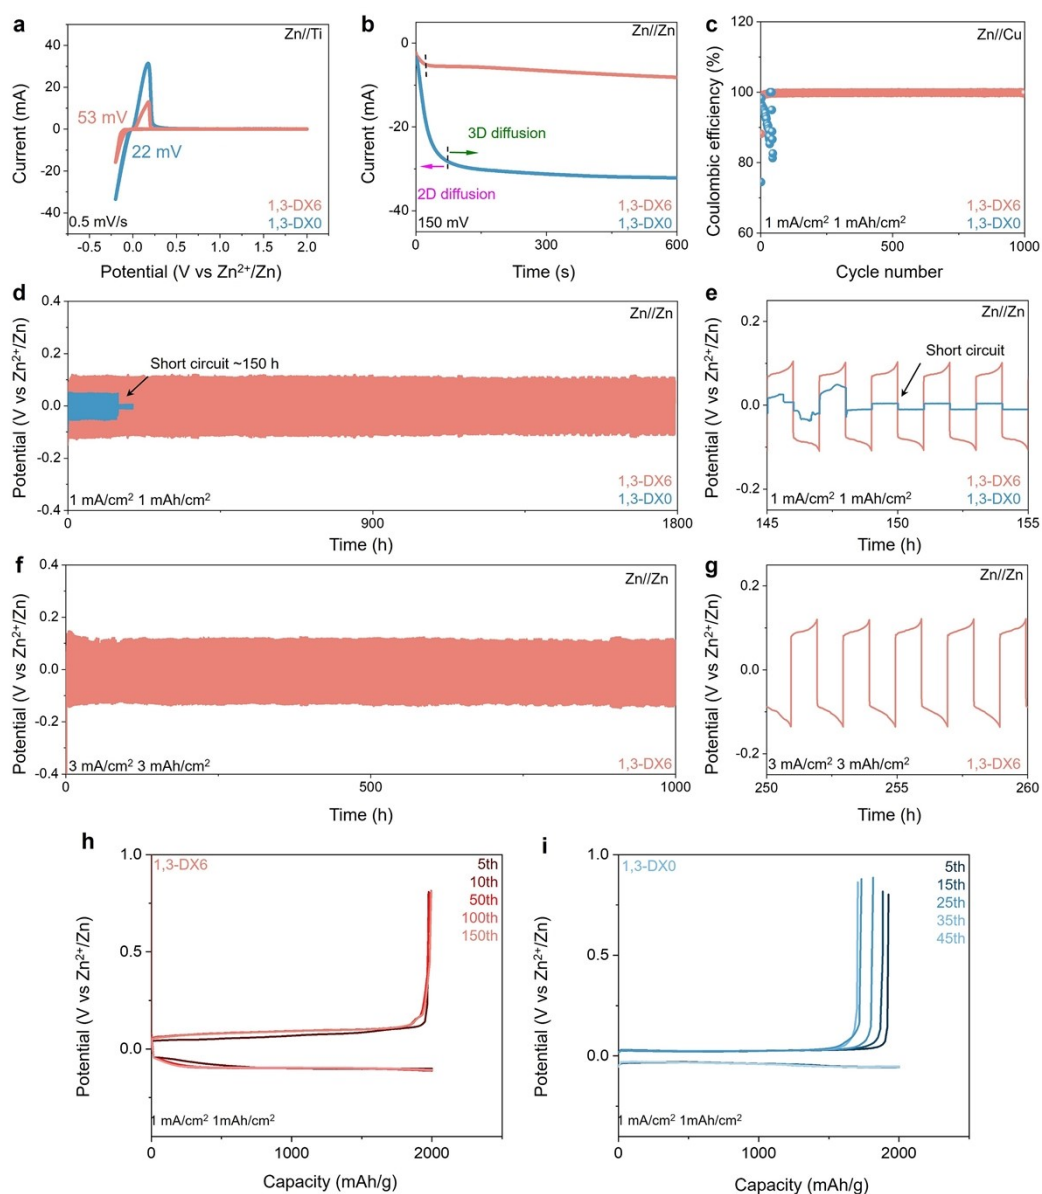 a
Zn//Ti
Current (mA)
40
20
0
-20
-40
53 mV
22 mV
0.5 mV/s
1,3-DX6
1,3-DX0
-0.5 0.0 0.5 1.0 1.5 2.0
Potential (V vs Zn²⁺/Zn)
b
Zn//Zn
Current (mA)
0
-20
-40
3D diffusion
2D diffusion
150 mV
1,3-DX6
1,3-DX0
0 300 600
Time (s)
c
Zn//Cu
Coulombic efficiency (%)
120
100
80
60
1,3-DX6
1,3-DX0
1 mA/cm² 1 mAh/cm²
0 500 1000
Cycle number
d
Zn//Zn
Potential (V vs Zn²⁺/Zn)
0.4
0.2
0.0
-0.2
-0.4
Short circuit ~150 h
1,3-DX6
1,3-DX0
1 mA/cm² 1 mAh/cm²
0 900 1800
Time (h)
e
Zn//Zn
Potential (V vs Zn²⁺/Zn)
0.2
0.0
-0.2
Short circuit
1,3-DX6
1,3-DX0
1 mA/cm² 1 mAh/cm²
145 150 155
Time (h)
f
Zn//Zn
Potential (V vs Zn²⁺/Zn)
0.4
0.2
0.0
-0.2
-0.4
3 mA/cm² 3 mAh/cm²
1,3-DX6
0 500 1000
Time (h)
g
Zn//Zn
Potential (V vs Zn²⁺/Zn)
0.2
0.0
-0.2
3 mA/cm² 3 mAh/cm²
1,3-DX6
250 255 260
Time (h)
h
1,3-DX6
5th
10th
50th
100th
150th
Potential (V vs Zn²⁺/Zn)
1.0
0.5
0.0
1 mA/cm² 1mAh/cm²
0 1000 2000
Capacity (mAh/g)
i
1,3-DX0
5th
15th
25th
35th
45th
Potential (V vs Zn²⁺/Zn)
1.0
0.5
0.0
1 mA/cm² 1mAh/cm²
0 1000 2000
Capacity (mAh/g)